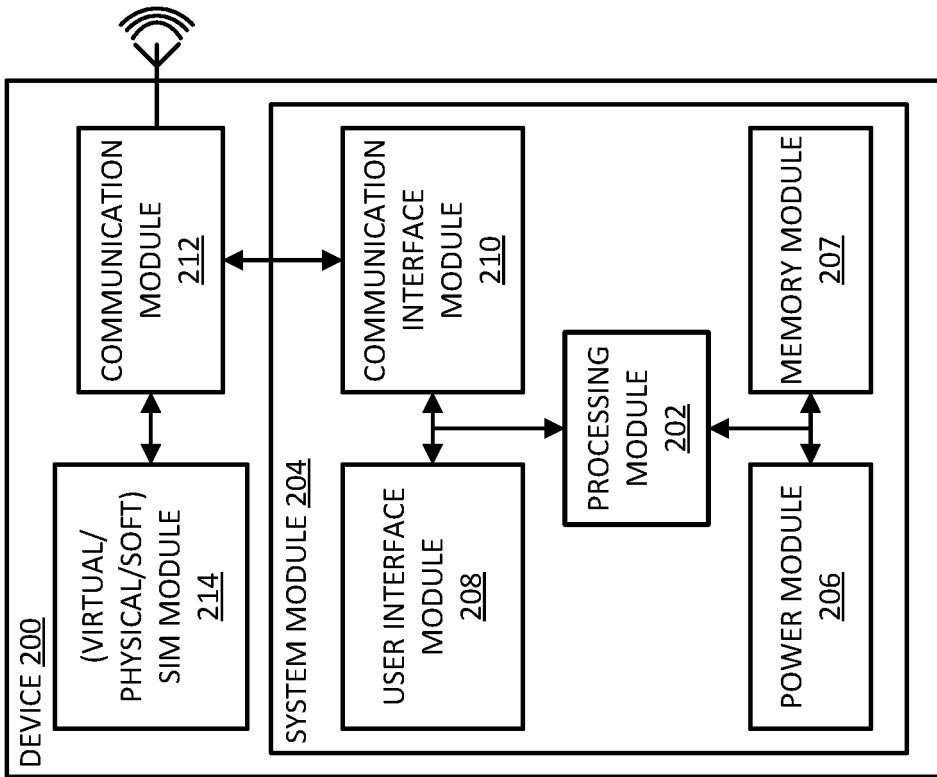 DEVICE 200
(VIRTUAL/
PHYSICAL/SOFT)
SIM MODULE
214
COMMUNICATION
MODULE
212
SYSTEM MODULE 204
USER INTERFACE
MODULE
208
COMMUNICATION
INTERFACE
MODULE
210
PROCESSING
MODULE
202
POWER MODULE
206
MEMORY MODULE
207